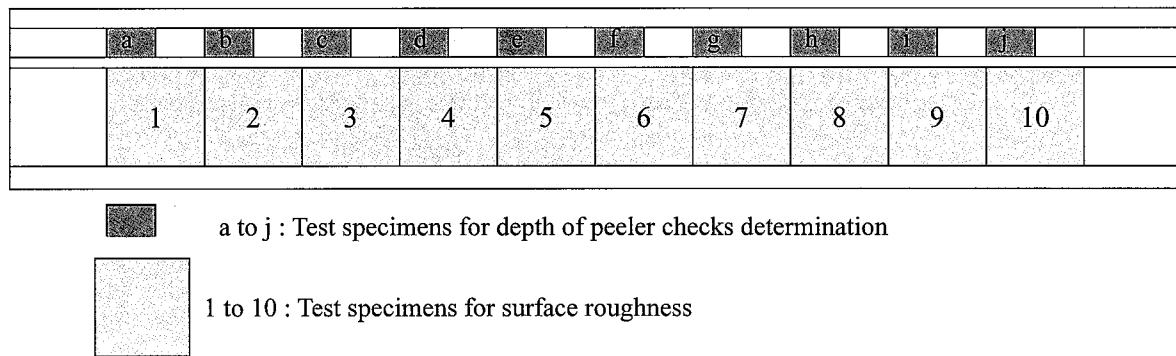 a b c d e f g h i j
1 2 3 4 5 6 7 8 9 10
a to j : Test specimens for depth of peeler checks determination
1 to 10 : Test specimens for surface roughness